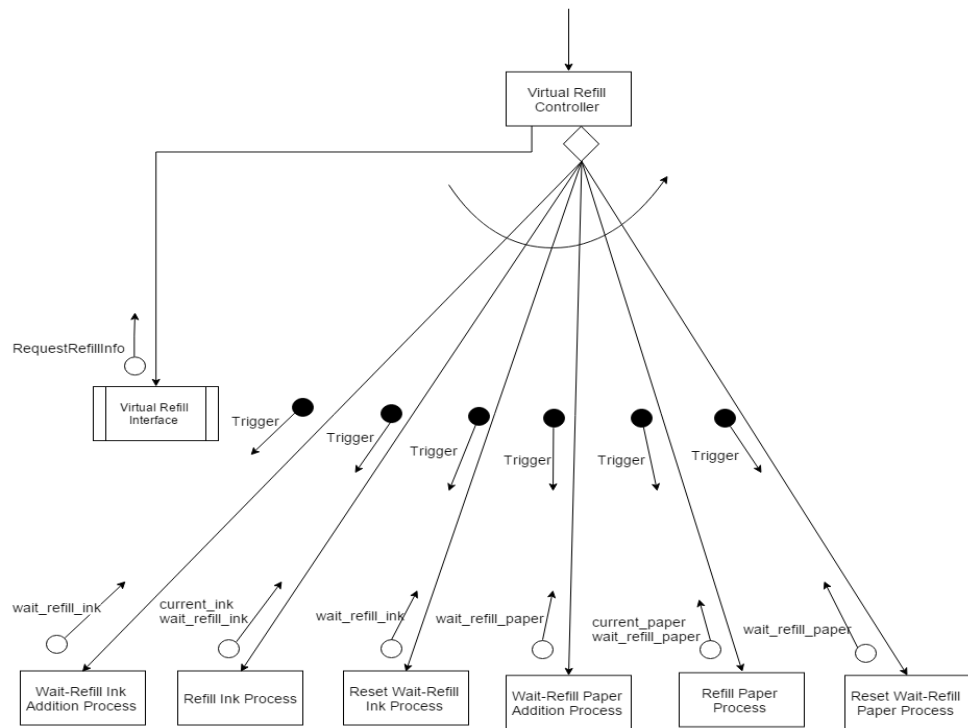 Virtual Refill
Controller
RequestRefillInfo
Virtual Refill
Interface
Trigger
Trigger
Trigger
Trigger
Trigger
Trigger
wait_refill_ink
current_ink
wait_refill_ink
wait_refill_ink
wait_refill_paper
current_paper
wait_refill_paper
wait_refill_paper
Wait-Refill Ink
Addition Process
Refill Ink Process
Reset Wait-Refill
Ink Process
Wait-Refill Paper
Addition Process
Refill Paper
Process
Reset Wait-Refill
Paper Process